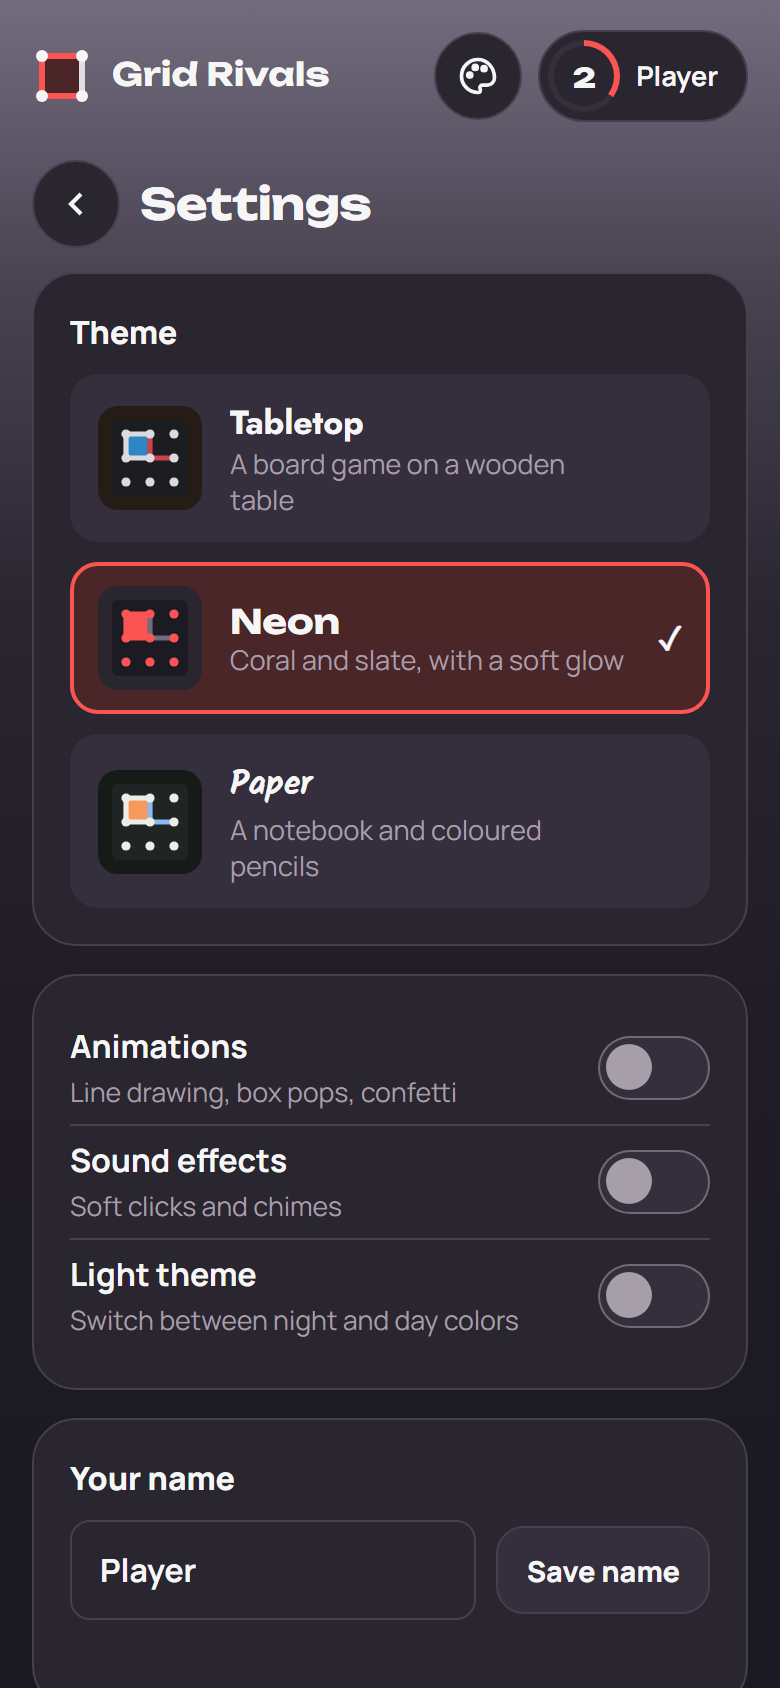 Grid Rivals
2 Player
Settings
Theme
Tabletop
A board game on a wooden
table
Neon
Coral and slate, with a soft glow
Paper
A notebook and coloured
pencils
Animations
Line drawing, box pops, confetti
Sound effects
Soft clicks and chimes
Light theme
Switch between night and day colors
Your name
Player
Save name